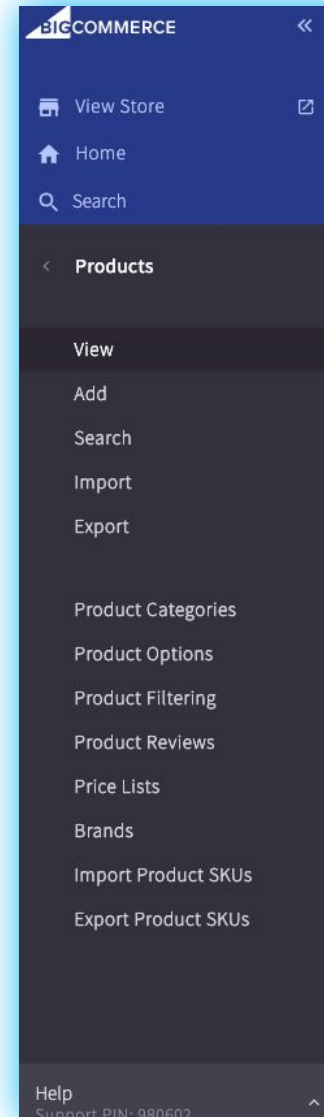 BIGCOMMERCE
View Store
Home
Search
Products
View
Add
Search
Import
Export
Product Categories
Product Options
Product Filtering
Product Reviews
Price Lists
Brands
Import Product SKUs
Export Product SKUs
Help
Support PIN: 980602